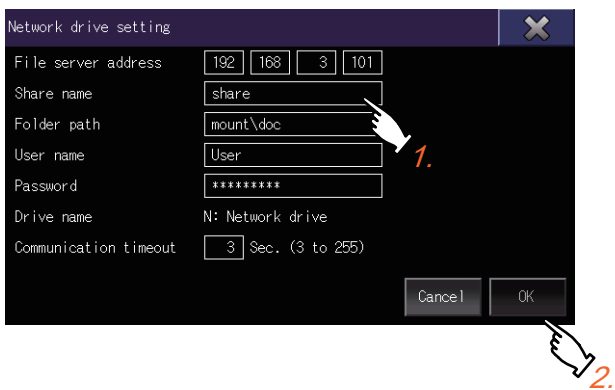 Network drive setting
File server address 192 168 3 101
Share name share
Folder path mount\doc
User name User
Password *********
Drive name N: Network drive
Communication timeout 3 Sec. (3 to 255)
Cancel OK
1.
2.